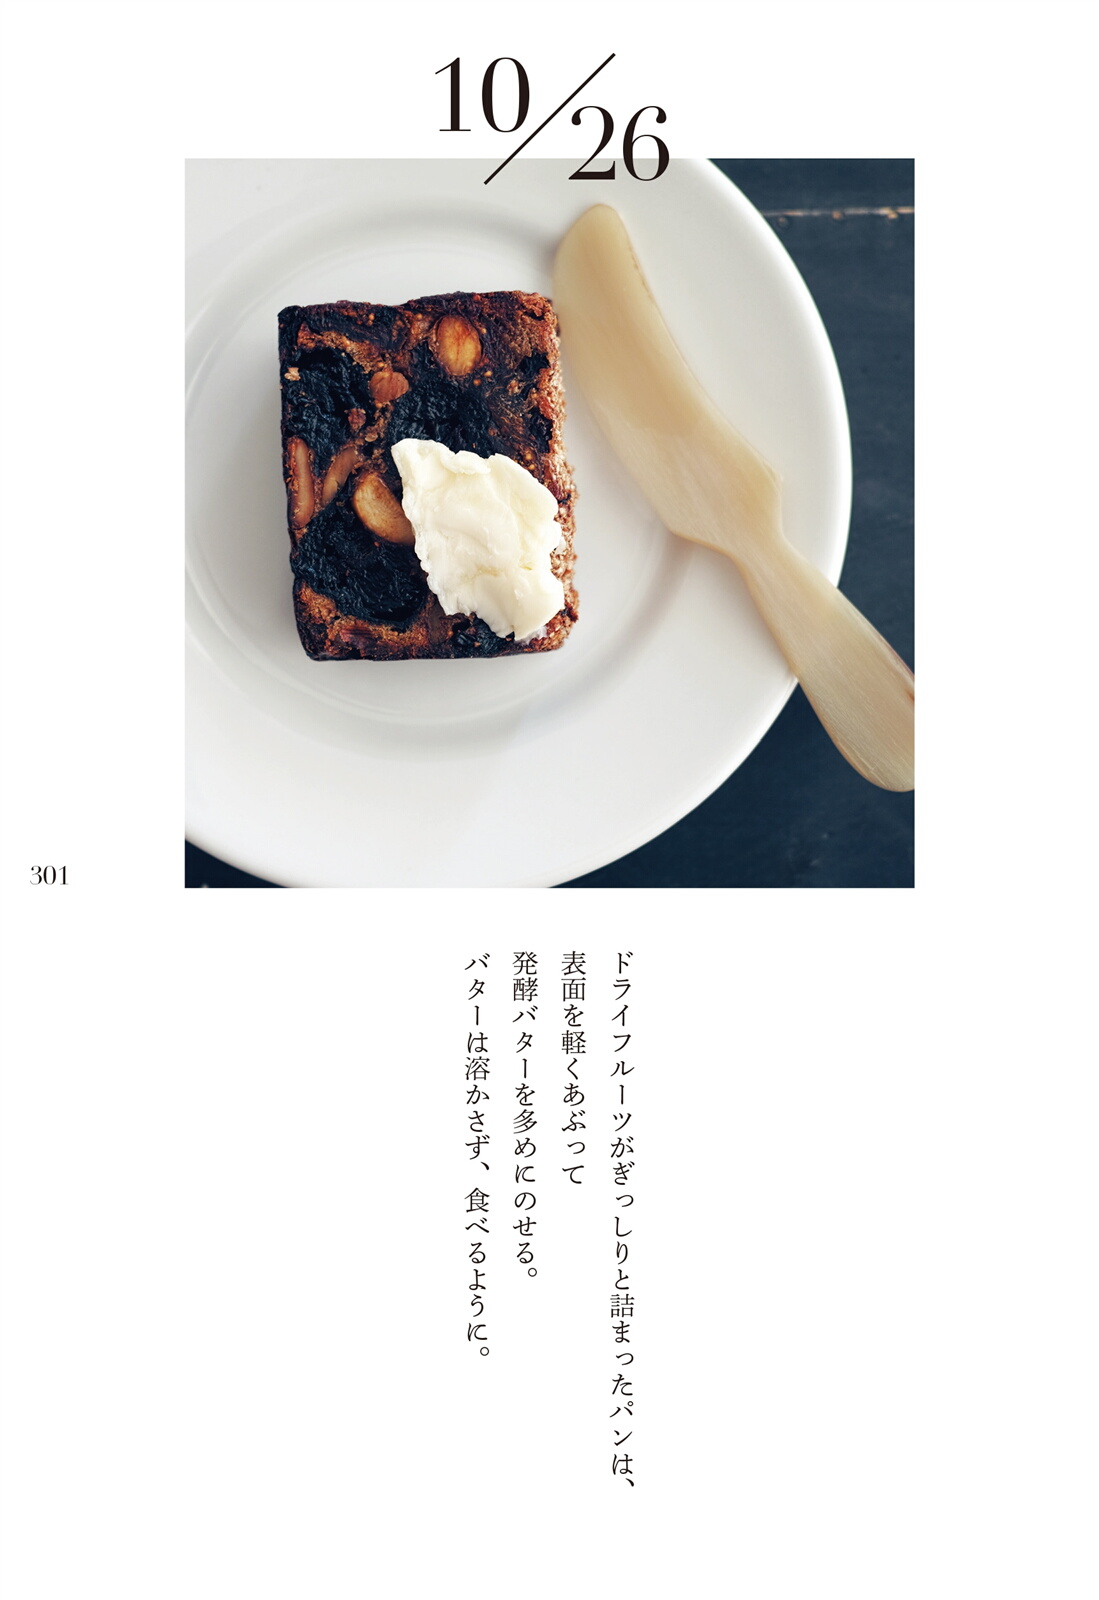 10/26
ドライフルーツがぎっしりと詰まったパンは、
表面を軽くあぶって
発酵バターを多めにのせる。
バターは溶かさず、食べるように。
301